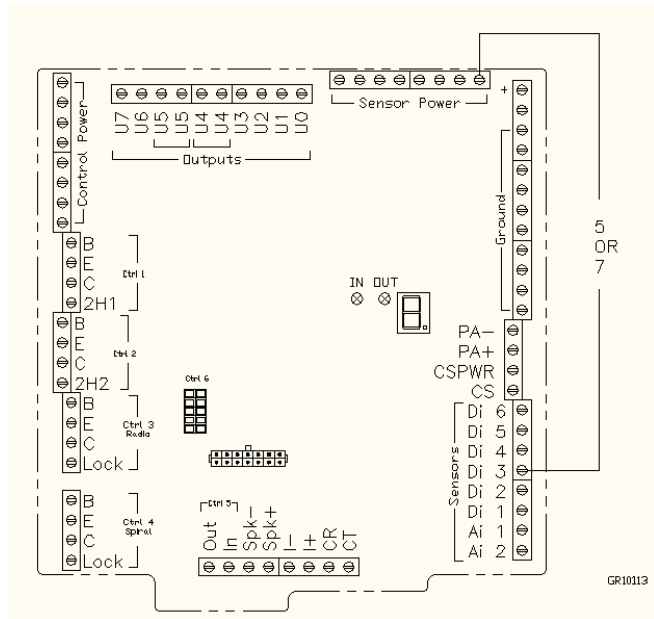 Control Power
U7 U6 U5 U5 U4 U4 U3 U2 U1 U0
Outputs
Sensor Power
+
Ground
5
OR
7
B
E
C
2H1
Ctrl 1
B
E
C
2H2
Ctrl 2
B
E
C
Lock
Ctrl 3
Radio
B
E
C
Lock
Ctrl 4
Spiral
IN OUT
Ctrl 6
Ctrl 5
Out In Spk- Spk+ I- I+ CR CT
PA-
PA+
CSPWR
CS
Sensors
Di 6
Di 5
Di 4
Di 3
Di 2
Di 1
Ai 1
Ai 2
GR10113